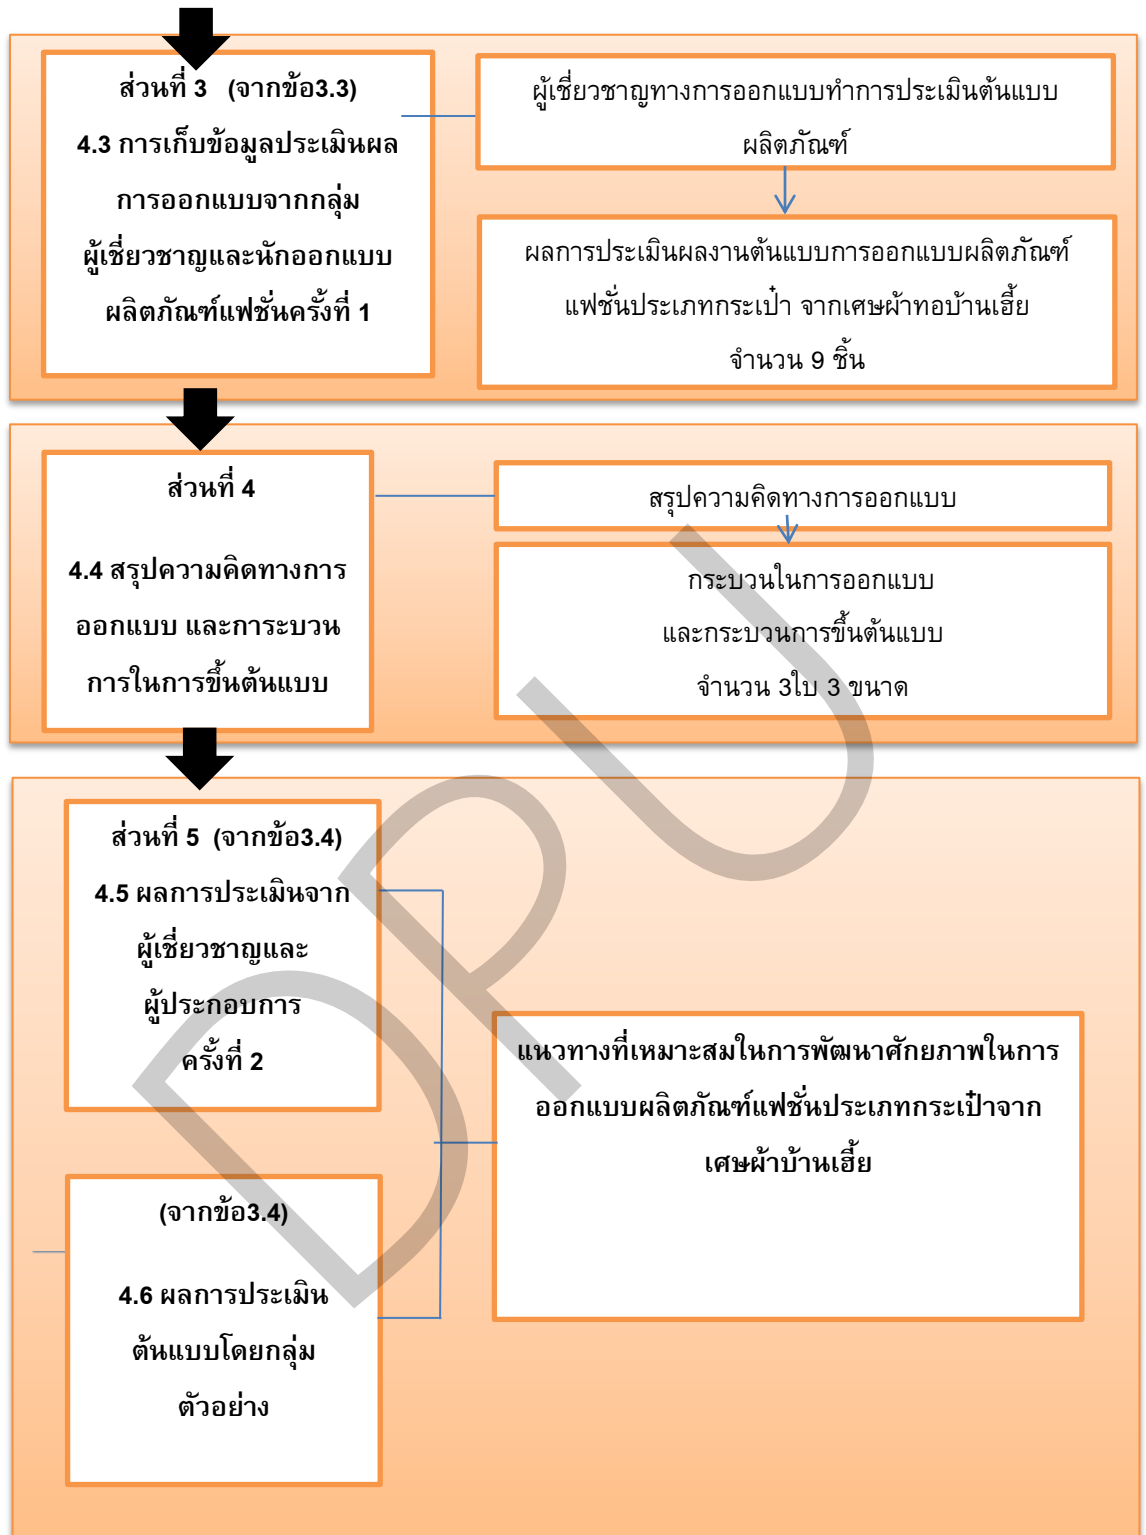 ส่วนที่ 3 (จากข้อ3.3)
4.3 การเก็บข้อมูลประเมินผล
การออกแบบจากกลุ่ม
ผู้เชี่ยวชาญและนักออกแบบ
ผลิตภัณฑ์แฟชั่นครั้งที่ 1
ผู้เชี่ยวชาญทางการออกแบบทำการประเมินต้นแบบ
ผลิตภัณฑ์
ผลการประเมินผลงานต้นแบบการออกแบบผลิตภัณฑ์
แฟชั่นประเภทกระเป๋า จากเศษผ้าทอบ้านเฮี้ย
จำนวน 9 ชิ้น
ส่วนที่ 4
4.4 สรุปความคิดทางการ
ออกแบบ และการะบวน
การในการขึ้นต้นแบบ
สรุปความคิดทางการออกแบบ
กระบวนในการออกแบบ
และกระบวนการขึ้นต้นแบบ
จำนวน 3ใบ 3 ขนาด
ส่วนที่ 5 (จากข้อ3.4)
4.5 ผลการประเมินจาก
ผู้เชี่ยวชาญและ
ผู้ประกอบการ
ครั้งที่ 2
แนวทางที่เหมาะสมในการพัฒนาศักยภาพในการ
ออกแบบผลิตภัณฑ์แฟชั่นประเภทกระเป๋าจาก
เศษผ้าบ้านเฮี้ย
(จากข้อ3.4)
4.6 ผลการประเมิน
ต้นแบบโดยกลุ่ม
ตัวอย่าง
DPU